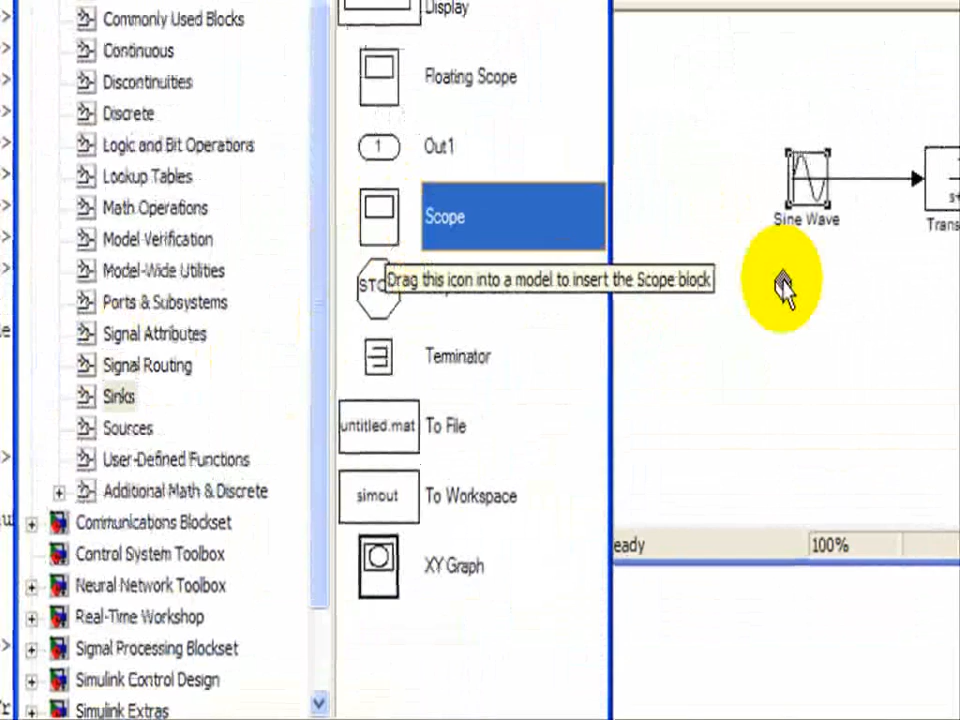 Commonly Used Blocks
Continuous
Discontinuities
Discrete
Logic and Bit Operations
Lookup Tables
Math Operations
Model Verification
Model-Wide Utilities
Ports & Subsystems
Signal Attributes
Signal Routing
Sinks
Sources
User-Defined Functions
Additional Math & Discrete
Communications Blockset
Control System Toolbox
Neural Network Toolbox
Real-Time Workshop
Signal Processing Blockset
Simulink Control Design
Simulink Extras
Display
Floating Scope
1
Out1
Scope
STO
Drag this icon into a model to insert the Scope block
Terminator
untitled.mat
To File
simout
To Workspace
XY Graph
Sine Wave
s+
Trans
eady
100%